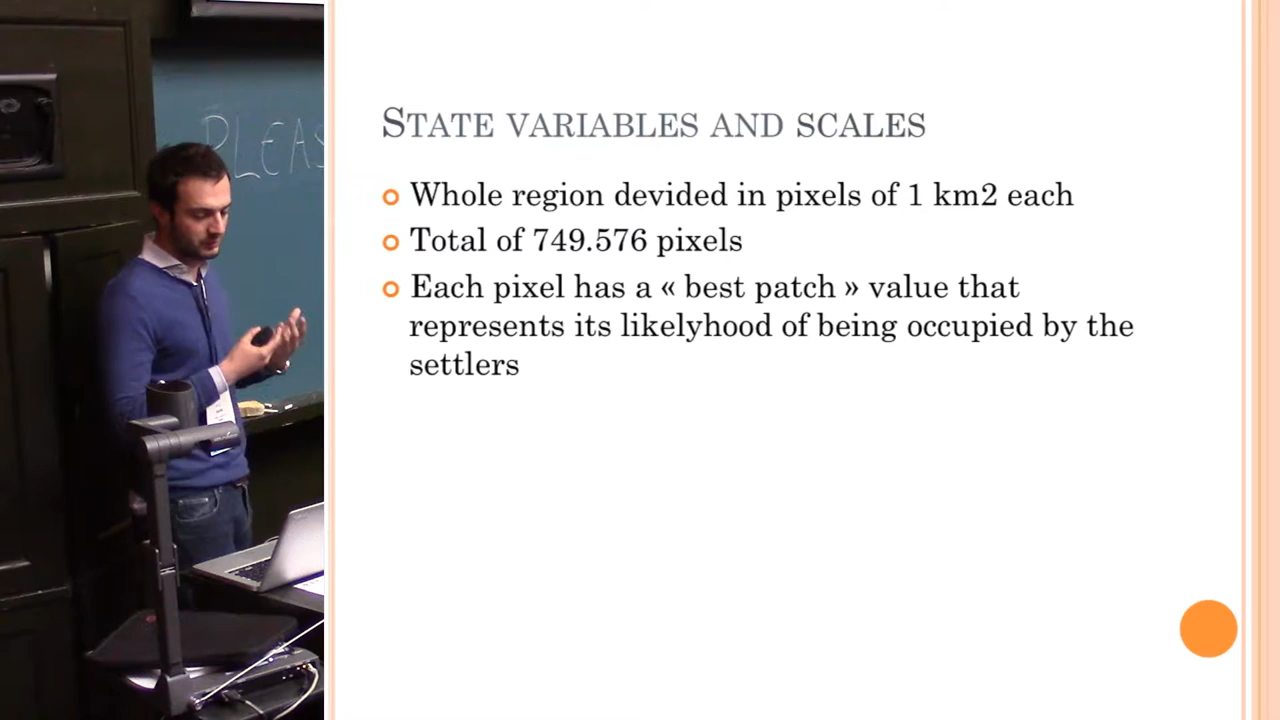 PLEAS
STATE VARIABLES AND SCALES
Whole region devided in pixels of 1 km2 each
Total of 749.576 pixels
Each pixel has a « best patch » value that
represents its likelyhood of being occupied by the
settlers